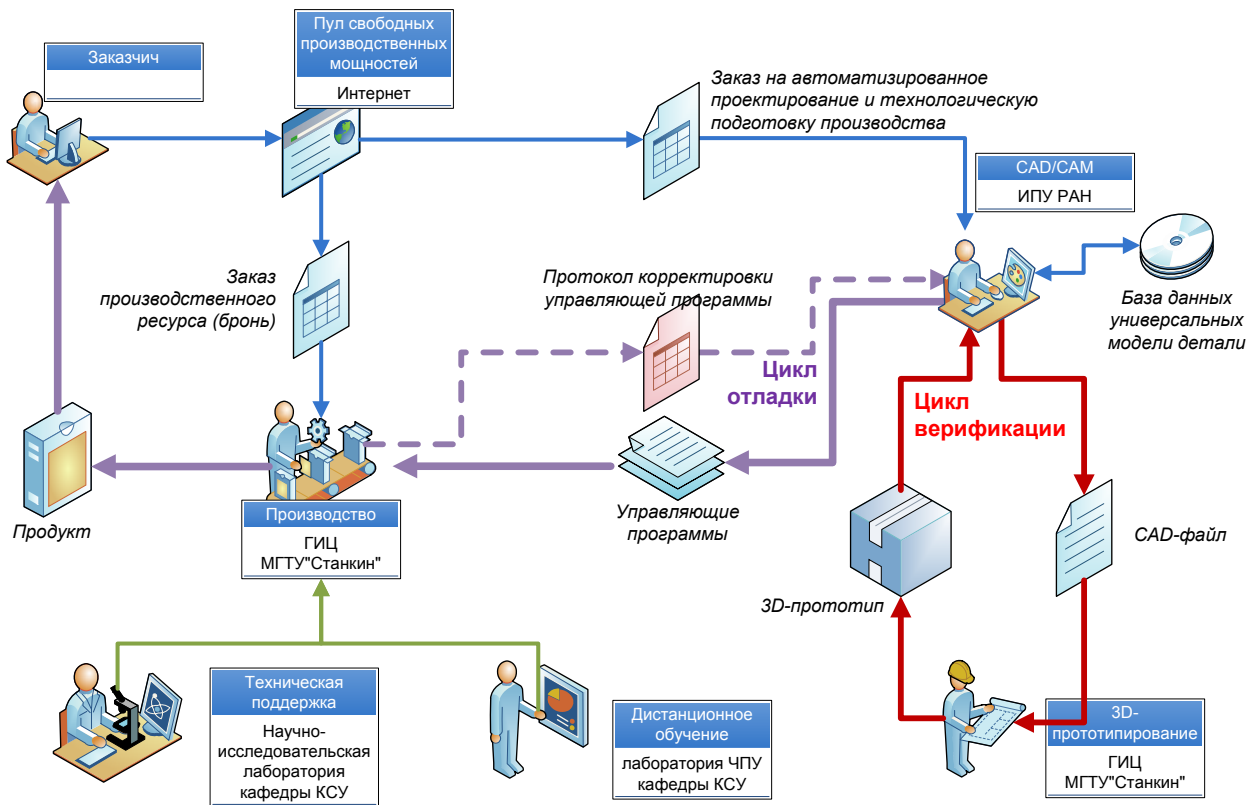 Заказчич
Пул свободных
производственных
мощностей
Интернет
Заказ на автоматизированное
проектирование и технологическую
подготовку производства
CAD/CAM
ИПУ РАН
Заказ
производственного
ресурса (бронь)
Протокол корректировки
управляющей программы
База данных
универсальных
модели детали
Цикл
отладки
Цикл
верификации
Продукт
Производство
ГИЦ
МГТУ"Станкин"
Управляющие
программы
CAD-файл
3D-прототип
Техническая
поддержка
Научно-
исследовательская
лаборатория
кафедры КСУ
Дистанционое
обучение
лаборатория ЧПУ
кафедры КСУ
3D-
прототипирование
ГИЦ
МГТУ"Станкин"